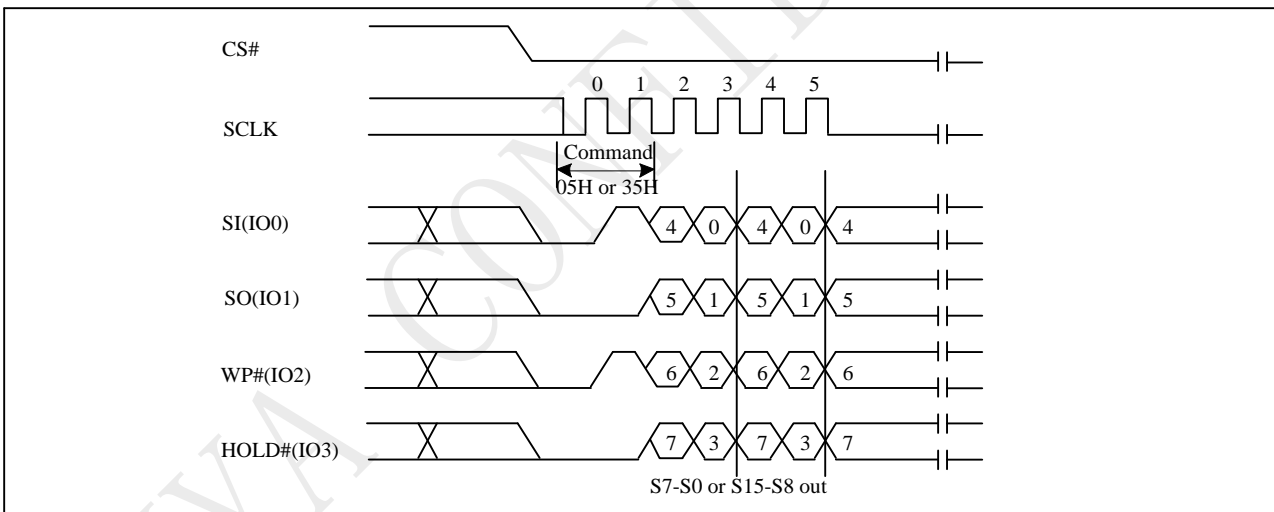 CS#
0 1 2 3 4 5
SCLK
Command
05H or 35H
SI(IO0) 4 0 4 0 4
SO(IO1) 5 1 5 1 5
WP#(IO2) 6 2 6 2 6
HOLD#(IO3) 7 3 7 3 7
S7-S0 or S15-S8 out